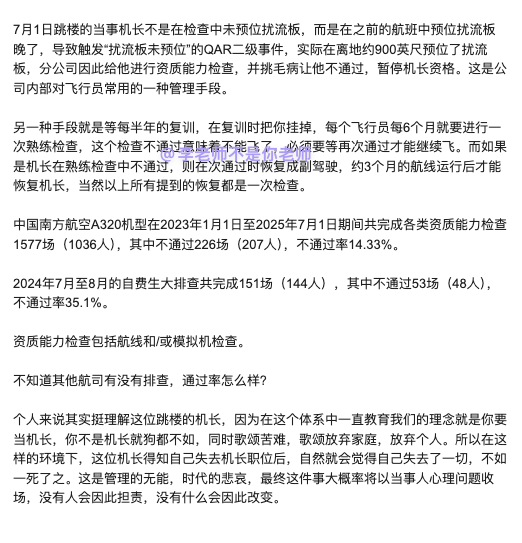 7月1日跳楼的当事机长不是在检查中未预位扰流板，而是在之前的航班中预位扰流板
晚了，导致触发“扰流板未预位”的QAR二级事件，实际在离地约900英尺预位了扰流
板，分公司因此给他进行资质能力检查，并挑毛病让他不通过，暂停机长资格。这是公
司内部对飞行员常用的一种管理手段。
另一种手段就是等每半年的复训，在复训时把你挂掉，每个飞行员每6个月就要进行一
次熟练检查，这个检查不通过意味着不能飞了，必须要等再次通过才能继续飞。而如果
@李老师不是你老师
是机长在熟练检查中不通过，则在次通过时恢复成副驾驶，约3个月的航线运行后才能
恢复机长，当然以上所有提到的恢复都是一次检查。
中国南方航空A320机型在2023年1月1日至2025年7月1日期间共完成各类资质能力检查
1577场（1036人），其中不通过226场（207人），不通过率14.33%。
2024年7月至8月的自费生大排查共完成151场（144人），其中不通过53场（48人），
不通过率35.1%。
资质能力检查包括航线和/或模拟机检查。
不知道其他航司有没有排查，通过率怎么样?
个人来说其实挺理解这位跳楼的机长，因为在这个体系中一直教育我们的理念就是你要
当机长，你不是机长就狗都不如，同时歌颂苦难，歌颂放弃家庭，放弃个人。所以在这
样的环境下，这位机长得知自己失去机长职位后，自然就会觉得自己失去了一切，不如
一死了之。这是管理的无能，时代的悲哀，最终这件事大概率将以当事人心理问题收
场，没有人会因此担责，没有什么会因此改变。